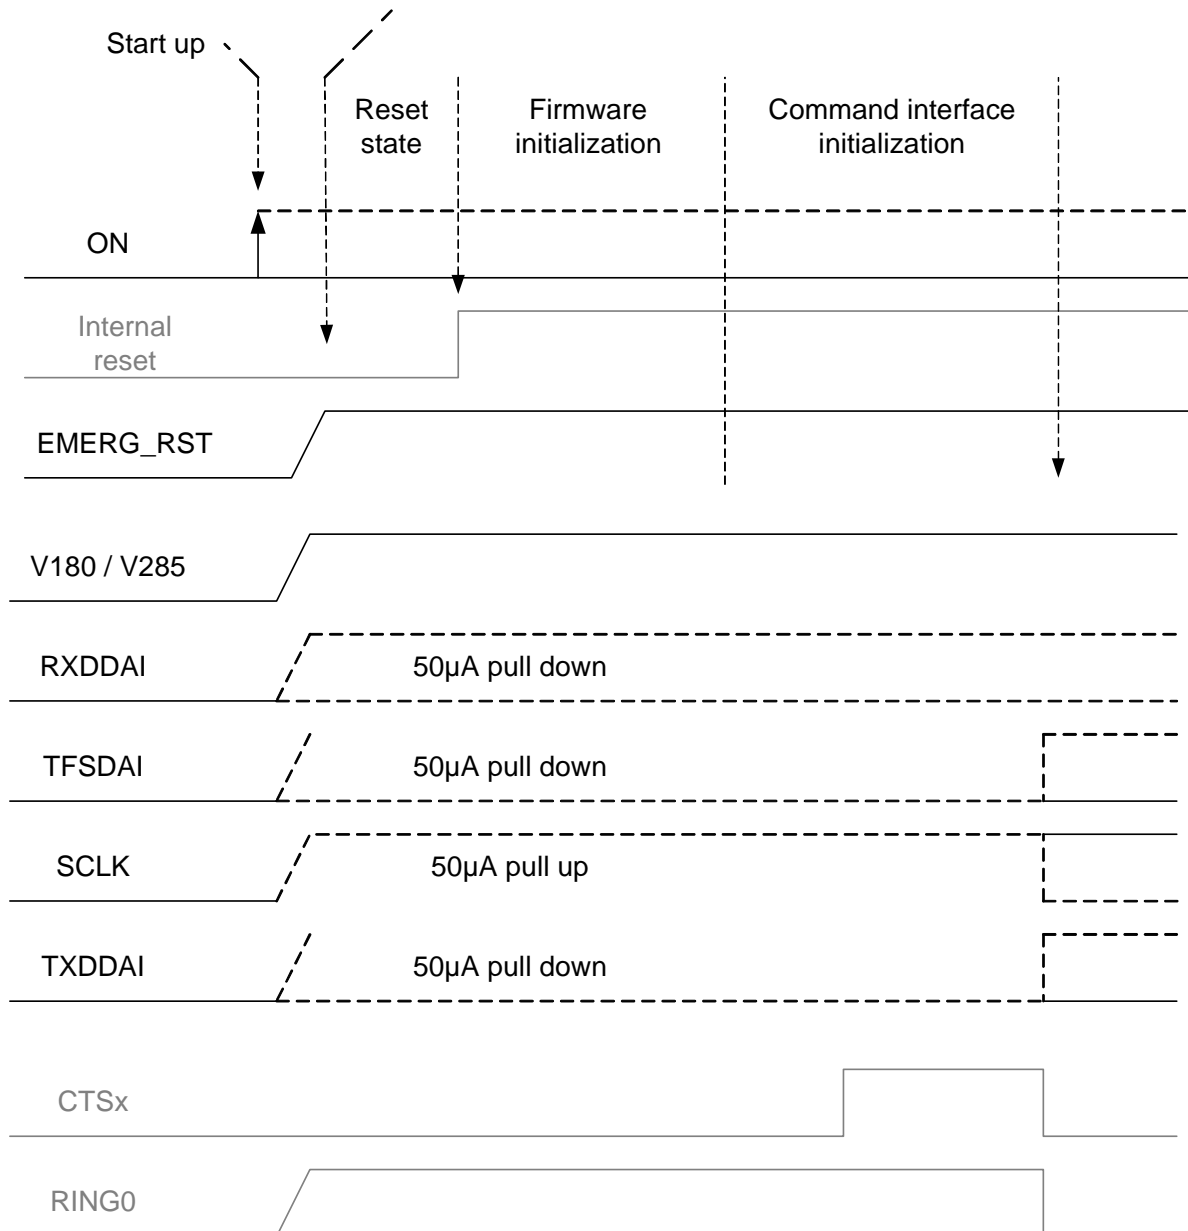 Start up
Reset
state
Firmware
initialization
Command interface
initialization
ON
Internal
reset
EMERG_RST
V180 / V285
RXDDAI
50µA pull down
TFSDAI
50µA pull down
SCLK
50µA pull up
TXDDAI
50µA pull down
CTSx
RING0